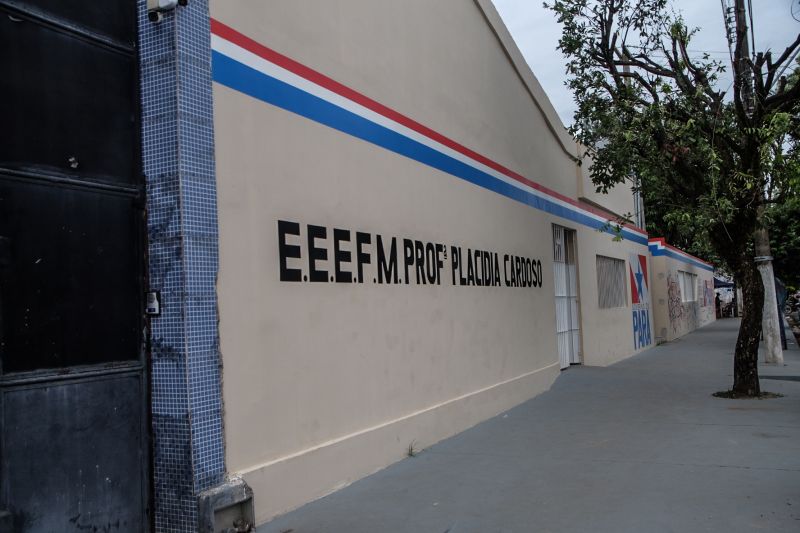 E.E.E.F.M. PROFª PLACIDIA CARDOSO
PARÁ